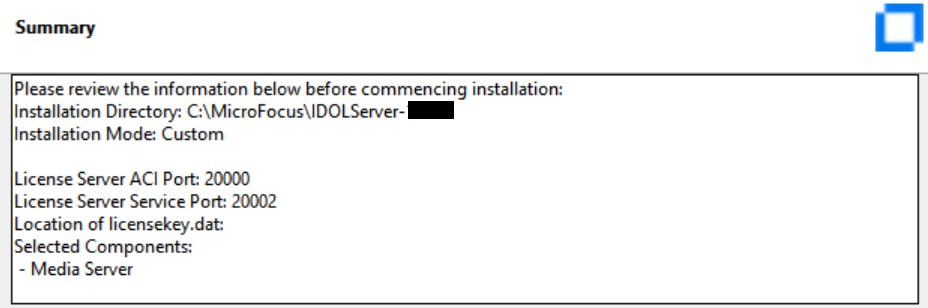 Summary
Please review the information below before commencing installation:
Installation Directory: C:\MicroFocus\IDOLServer-
Installation Mode: Custom
License Server ACI Port: 20000
License Server Service Port: 20002
Location of licensekey.dat:
Selected Components:
- Media Server